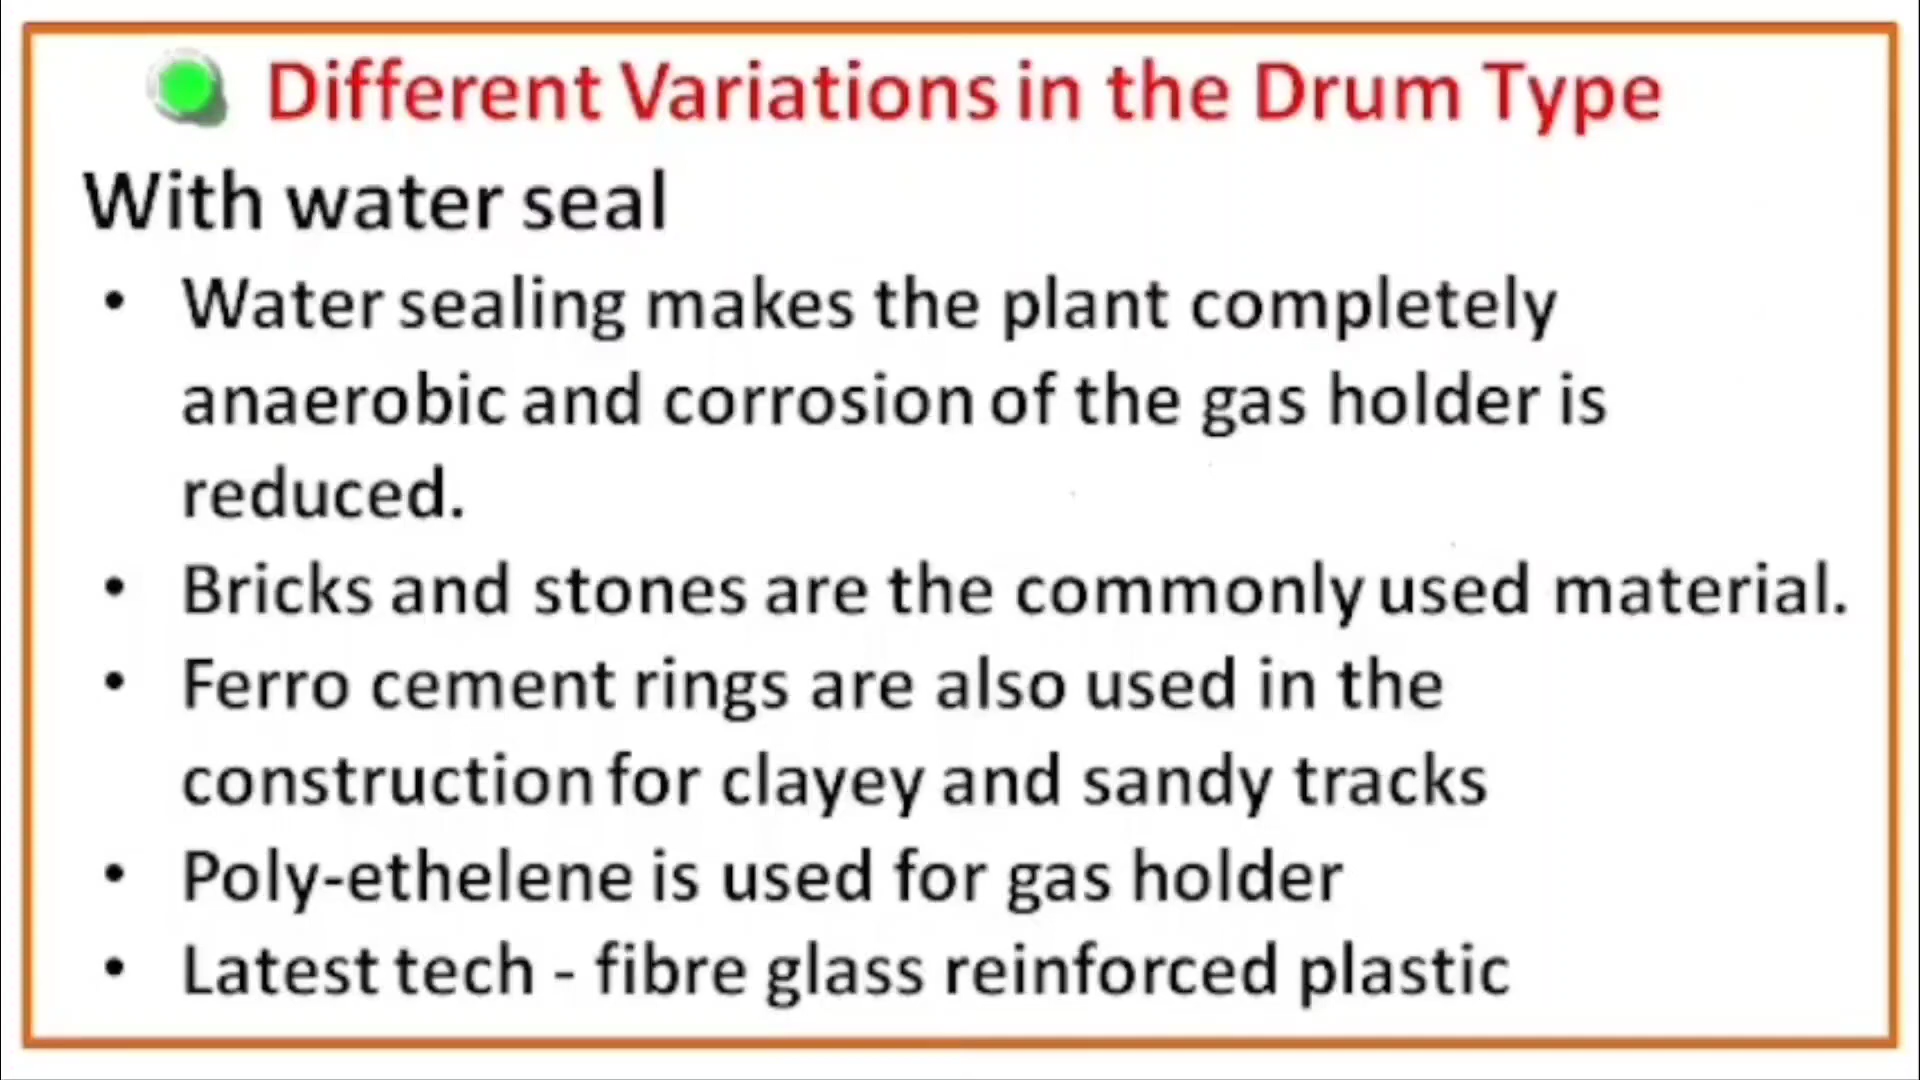 Different Variations in the Drum Type
With water seal
• Water sealing makes the plant completely
anaerobic and corrosion of the gas holder is
reduced.
• Bricks and stones are the commonly used material.
• Ferro cement rings are also used in the
construction for clayey and sandy tracks
• Poly-ethelene is used for gas holder
• Latest tech - fibre glass reinforced plastic